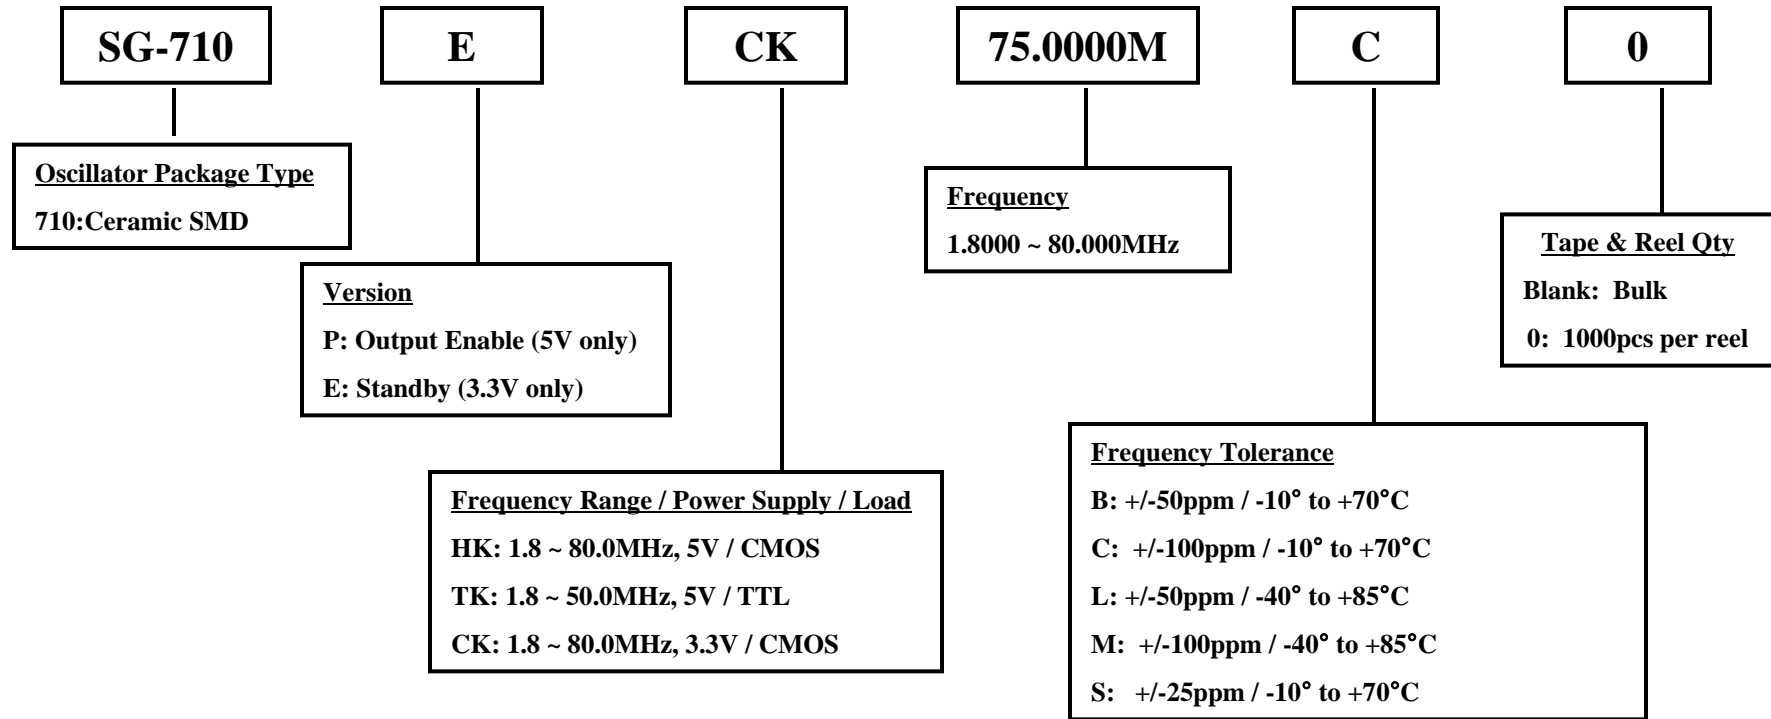 SG-710 E CK 75.0000M C 0
Oscillator Package Type
710:Ceramic SMD
Version
P: Output Enable (5V only)
E: Standby (3.3V only)
Frequency Range / Power Supply / Load
HK: 1.8 ~ 80.0MHz, 5V / CMOS
TK: 1.8 ~ 50.0MHz, 5V / TTL
CK: 1.8 ~ 80.0MHz, 3.3V / CMOS
Frequency
1.8000 ~ 80.000MHz
Frequency Tolerance
B: +/-50ppm / -10° to +70°C
C: +/-100ppm / -10° to +70°C
L: +/-50ppm / -40° to +85°C
M: +/-100ppm / -40° to +85°C
S: +/-25ppm / -10° to +70°C
Tape & Reel Qty
Blank: Bulk
0: 1000pcs per reel